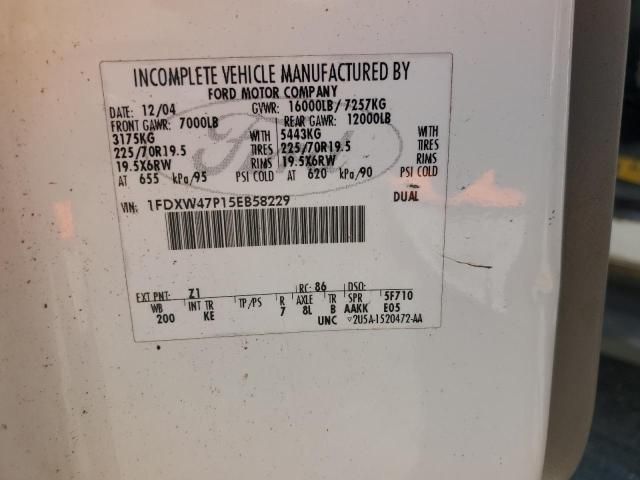 INCOMPLETE VEHICLE MANUFACTURED BY
FORD MOTOR COMPANY
DATE: 12/04 GVWR: 16000LB/ 7257KG
FRONT GAWR: 7000LB REAR GAWR: 12000LB
3175KG WITH 5443KG WITH
225/70R19.5 TIRES 225/70R19.5 TIRES
19.5X6RW RIMS 19.5X6RW RIMS
AT 655 kPa/95 PSI COLD AT 620 kPa/90 PSI COLD
VIN: 1FDXW47P15EB58229 DUAL
EXT PNT: Z1 RC: 86 DSO:
WB INT TR TP/PS R AXLE TR SPR 5F710
200 KE 7 8L B AAKK E05
UNC 2U5A-1520472-AA